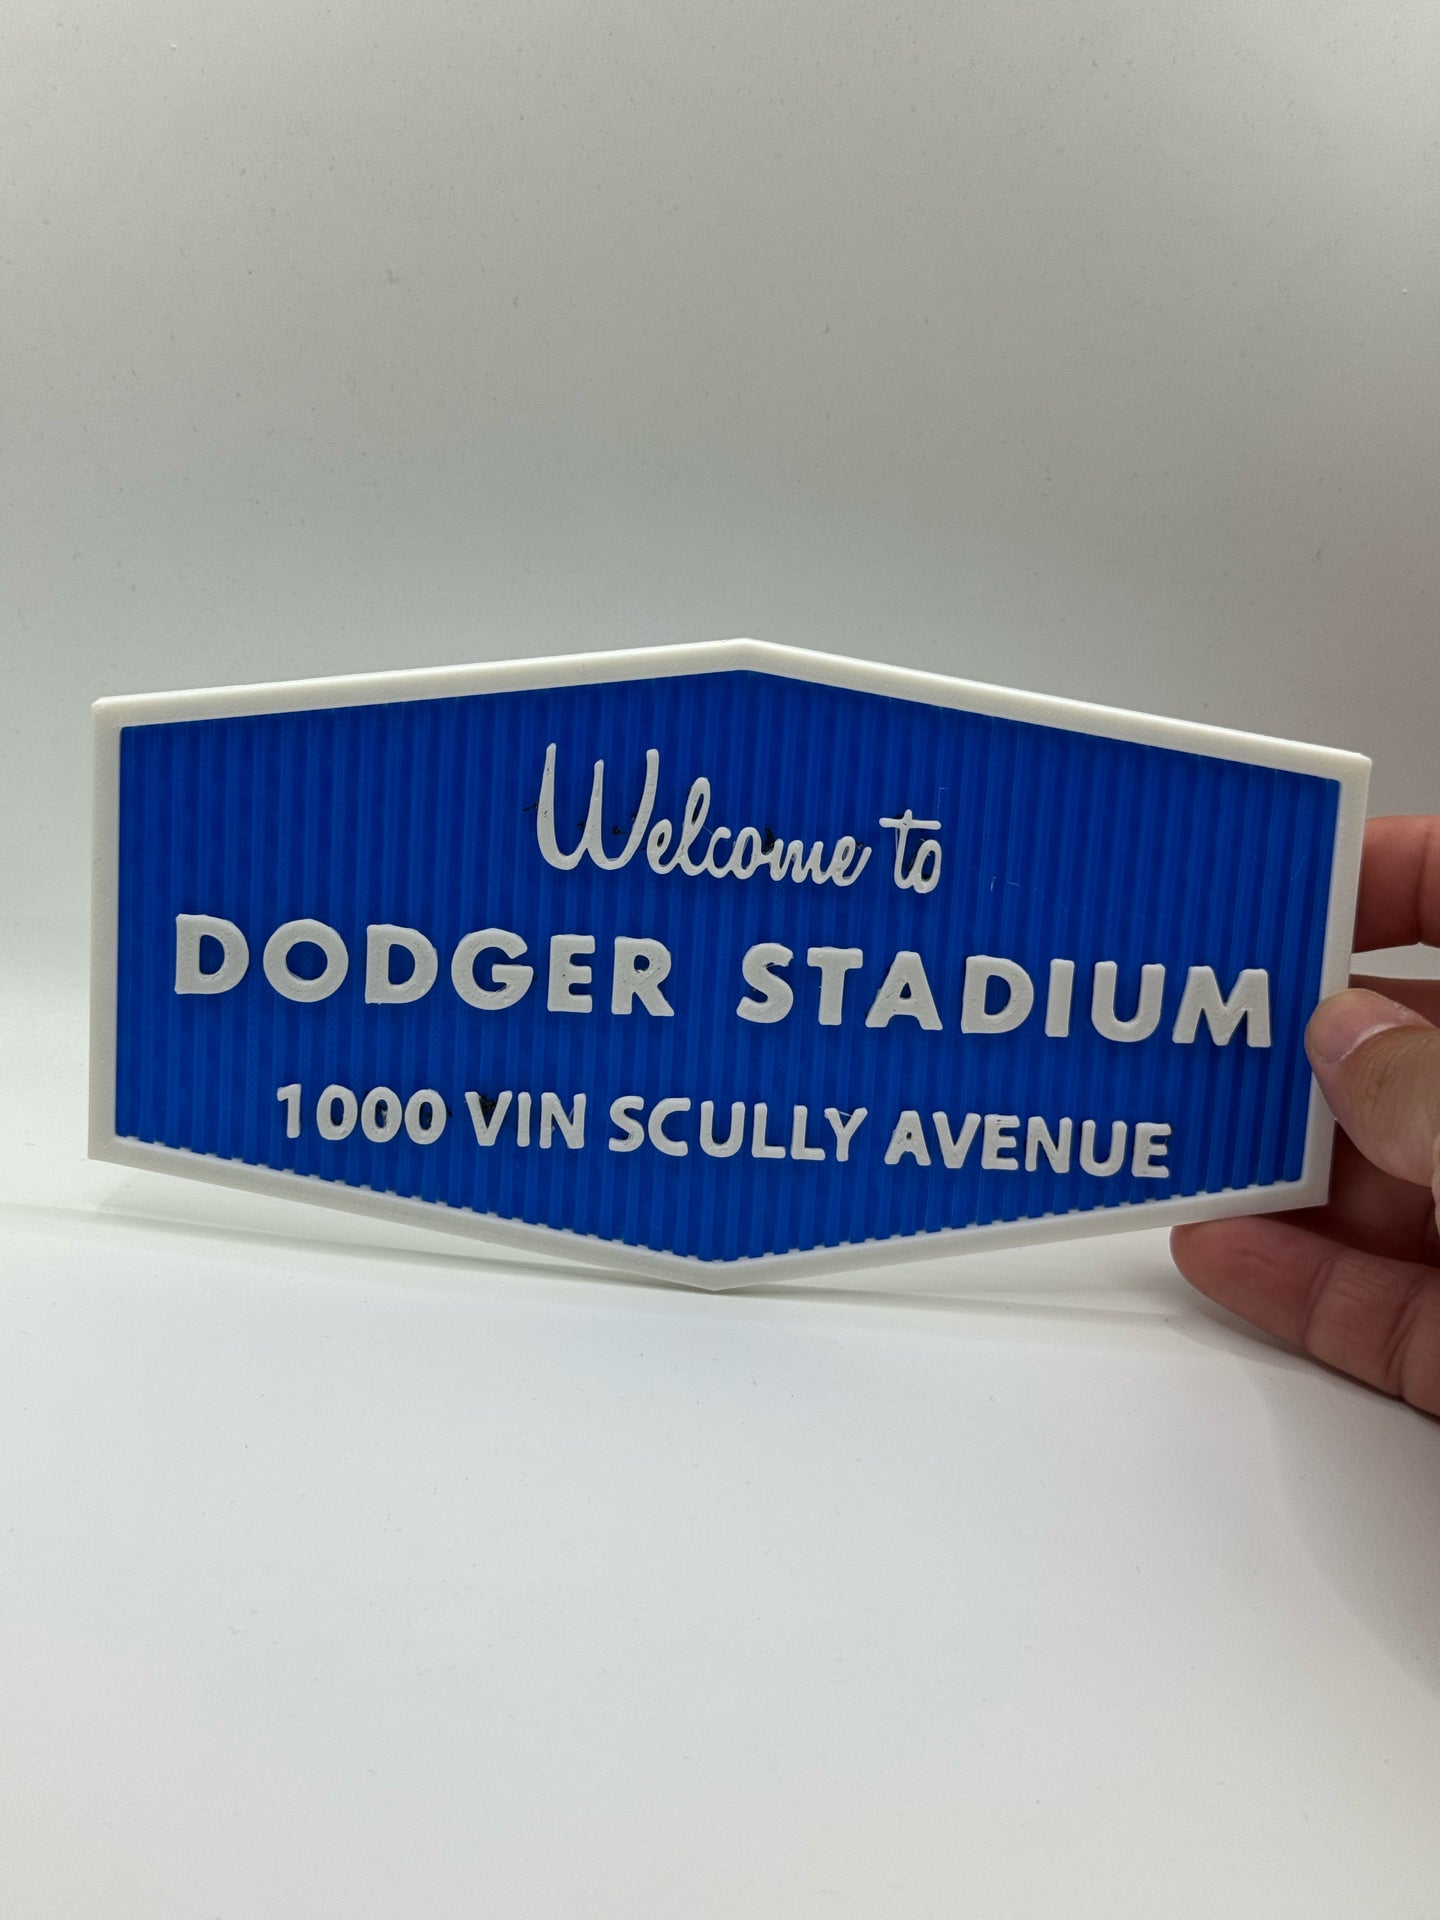 Welcome to
DODGER STADIUM
1000 VIN SCULLY AVENUE